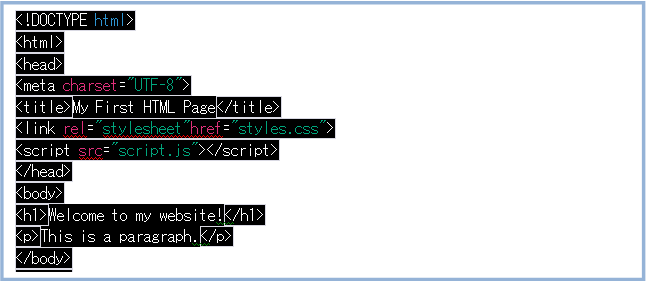 <!DOCTYPE html>
<html>
<head>
<meta charset="UTF-8">
<title>My First HTML Page</title>
<link rel="stylesheet"href="styles.css">
<script src="script.js"></script>
</head>
<body>
<h1>Welcome to my website!</h1>
<p>This is a paragraph.</p>
</body>